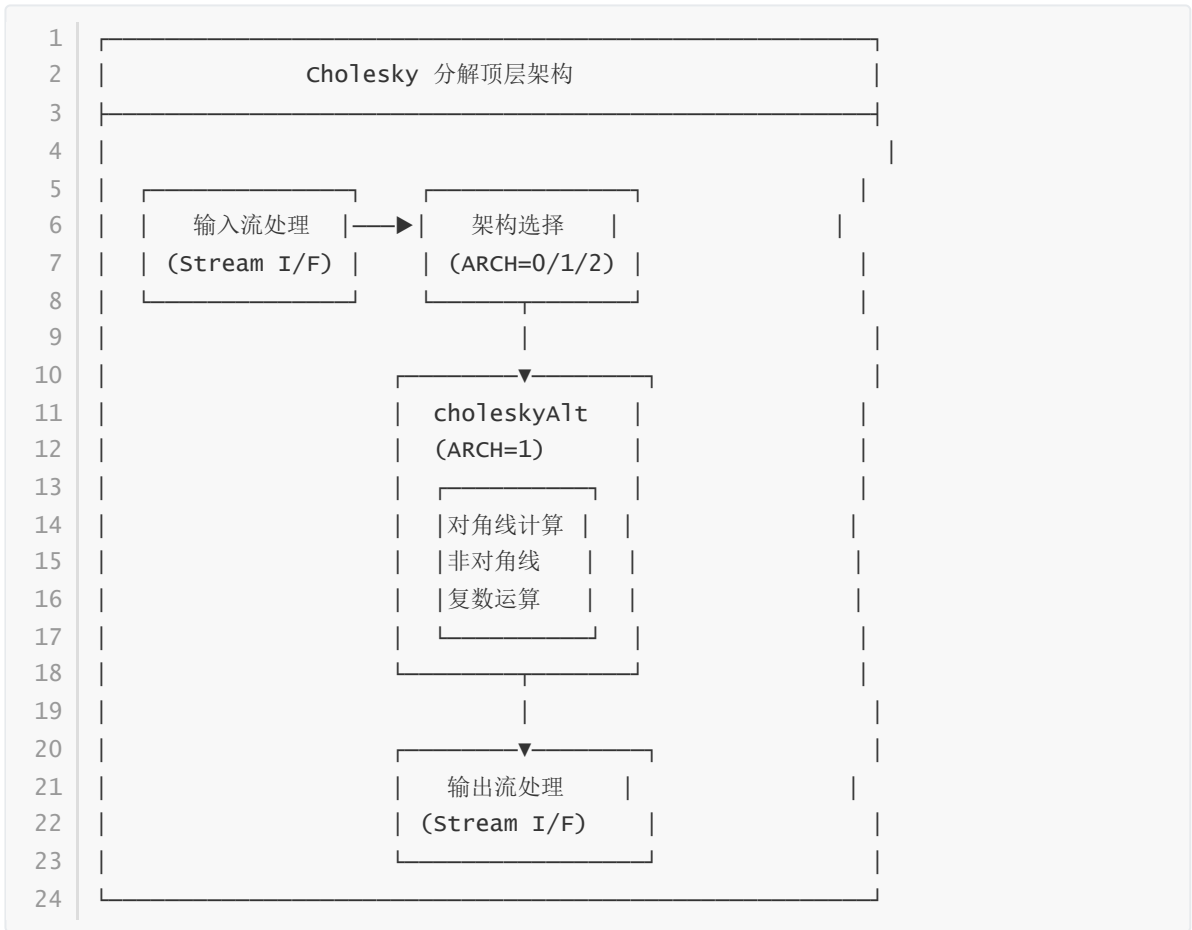 1
2 Cholesky 分解顶层架构
3
4
5
6 输入流处理 架构选择
7 (Stream I/F) (ARCH=0/1/2)
8
9
10
11 choleskyAlt
12 (ARCH=1)
13
14 对角线计算
15 非对角线
16 复数运算
17
18
19
20
21 输出流处理
22 (Stream I/F)
23
24